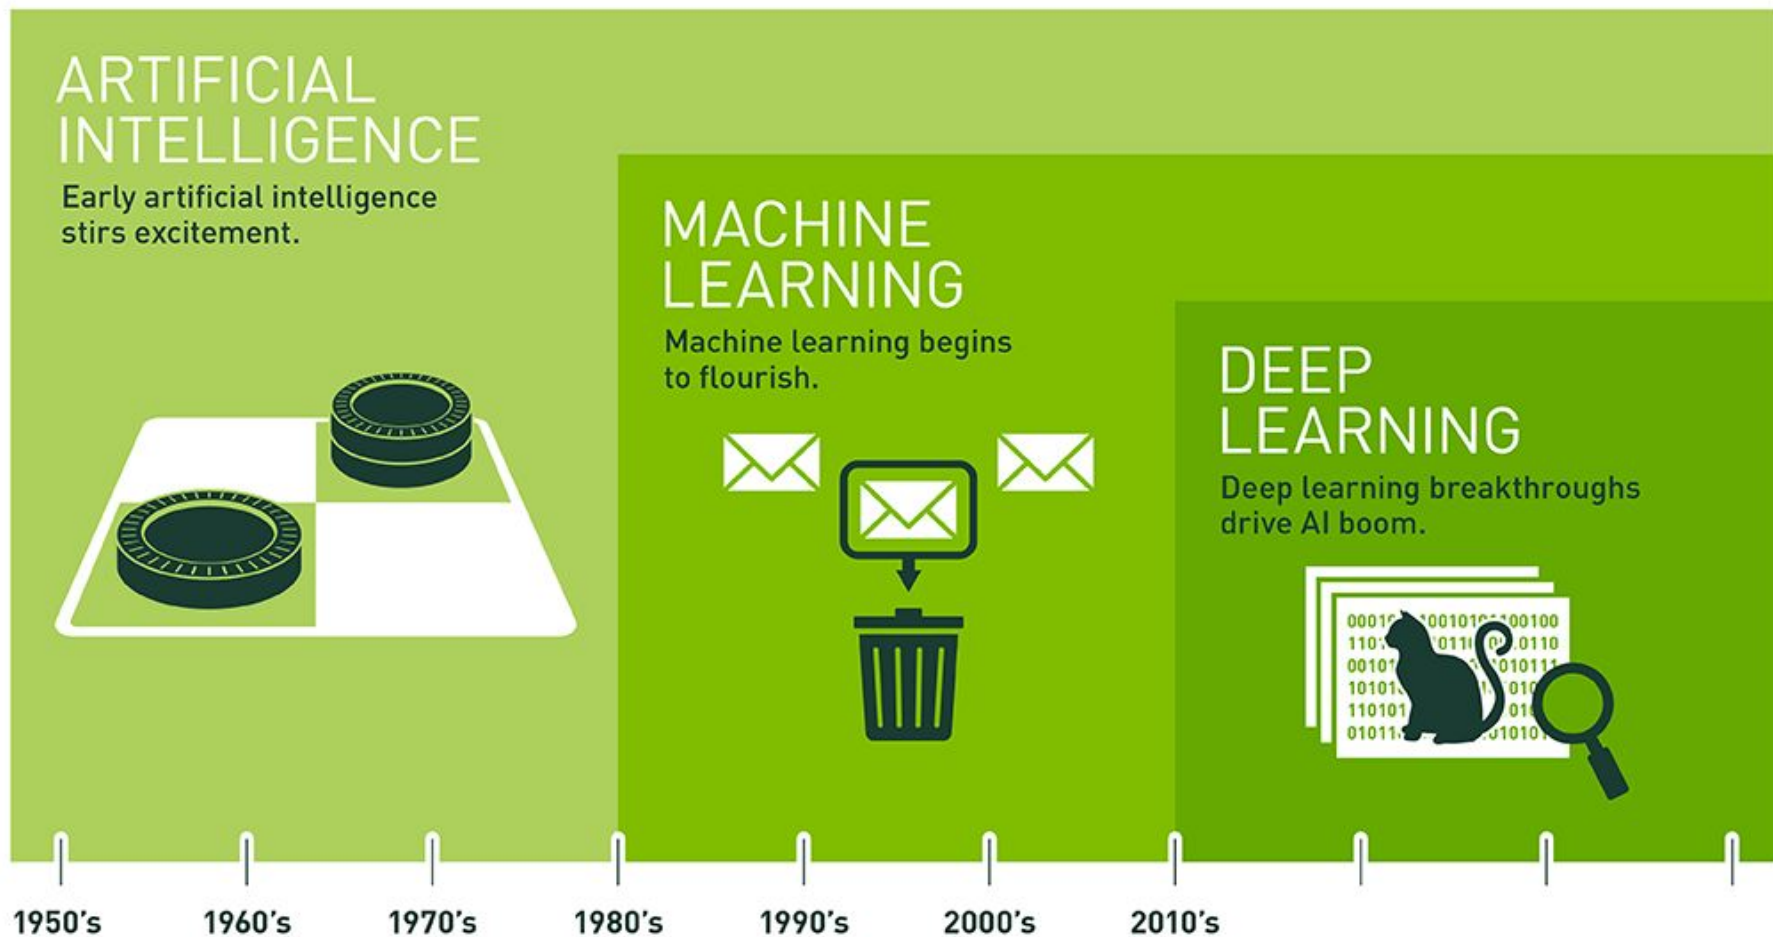 ARTIFICIAL
INTELLIGENCE
Early artificial intelligence
stirs excitement.
MACHINE
LEARNING
Machine learning begins
to flourish.
DEEP
LEARNING
Deep learning breakthroughs
drive AI boom.
1950's
1960's
1970's
1980's
1990's
2000's
2010's